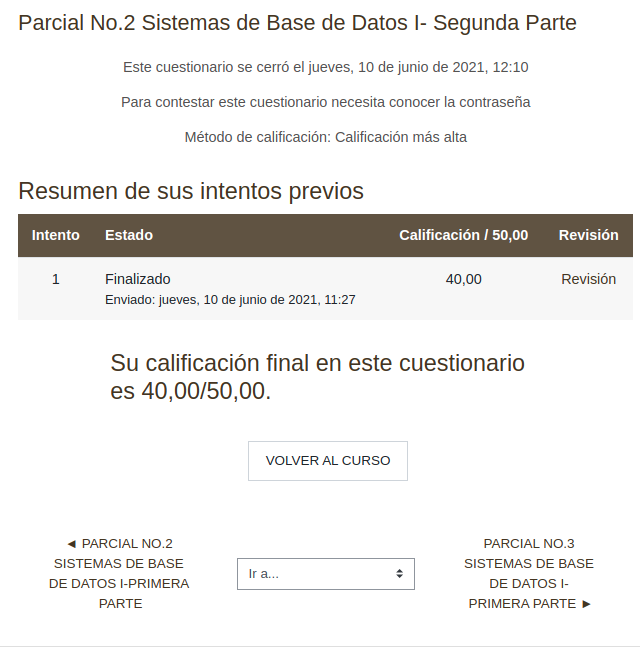 Parcial No.2 Sistemas de Base de Datos I- Segunda Parte
Este cuestionario se cerró el jueves, 10 de junio de 2021, 12:10
Para contestar este cuestionario necesita conocer la contraseña
Método de calificación: Calificación más alta
Resumen de sus intentos previos
Intento Estado Calificación / 50,00 Revisión
1 Finalizado 40,00 Revisión
Enviado: jueves, 10 de junio de 2021, 11:27
Su calificación final en este cuestionario
es 40,00/50,00.
VOLVER AL CURSO
◄ PARCIAL NO.2
SISTEMAS DE BASE
DE DATOS I-PRIMERA
PARTE
Ir a...
PARCIAL NO.3
SISTEMAS DE BASE
DE DATOS I-
PRIMERA PARTE ►